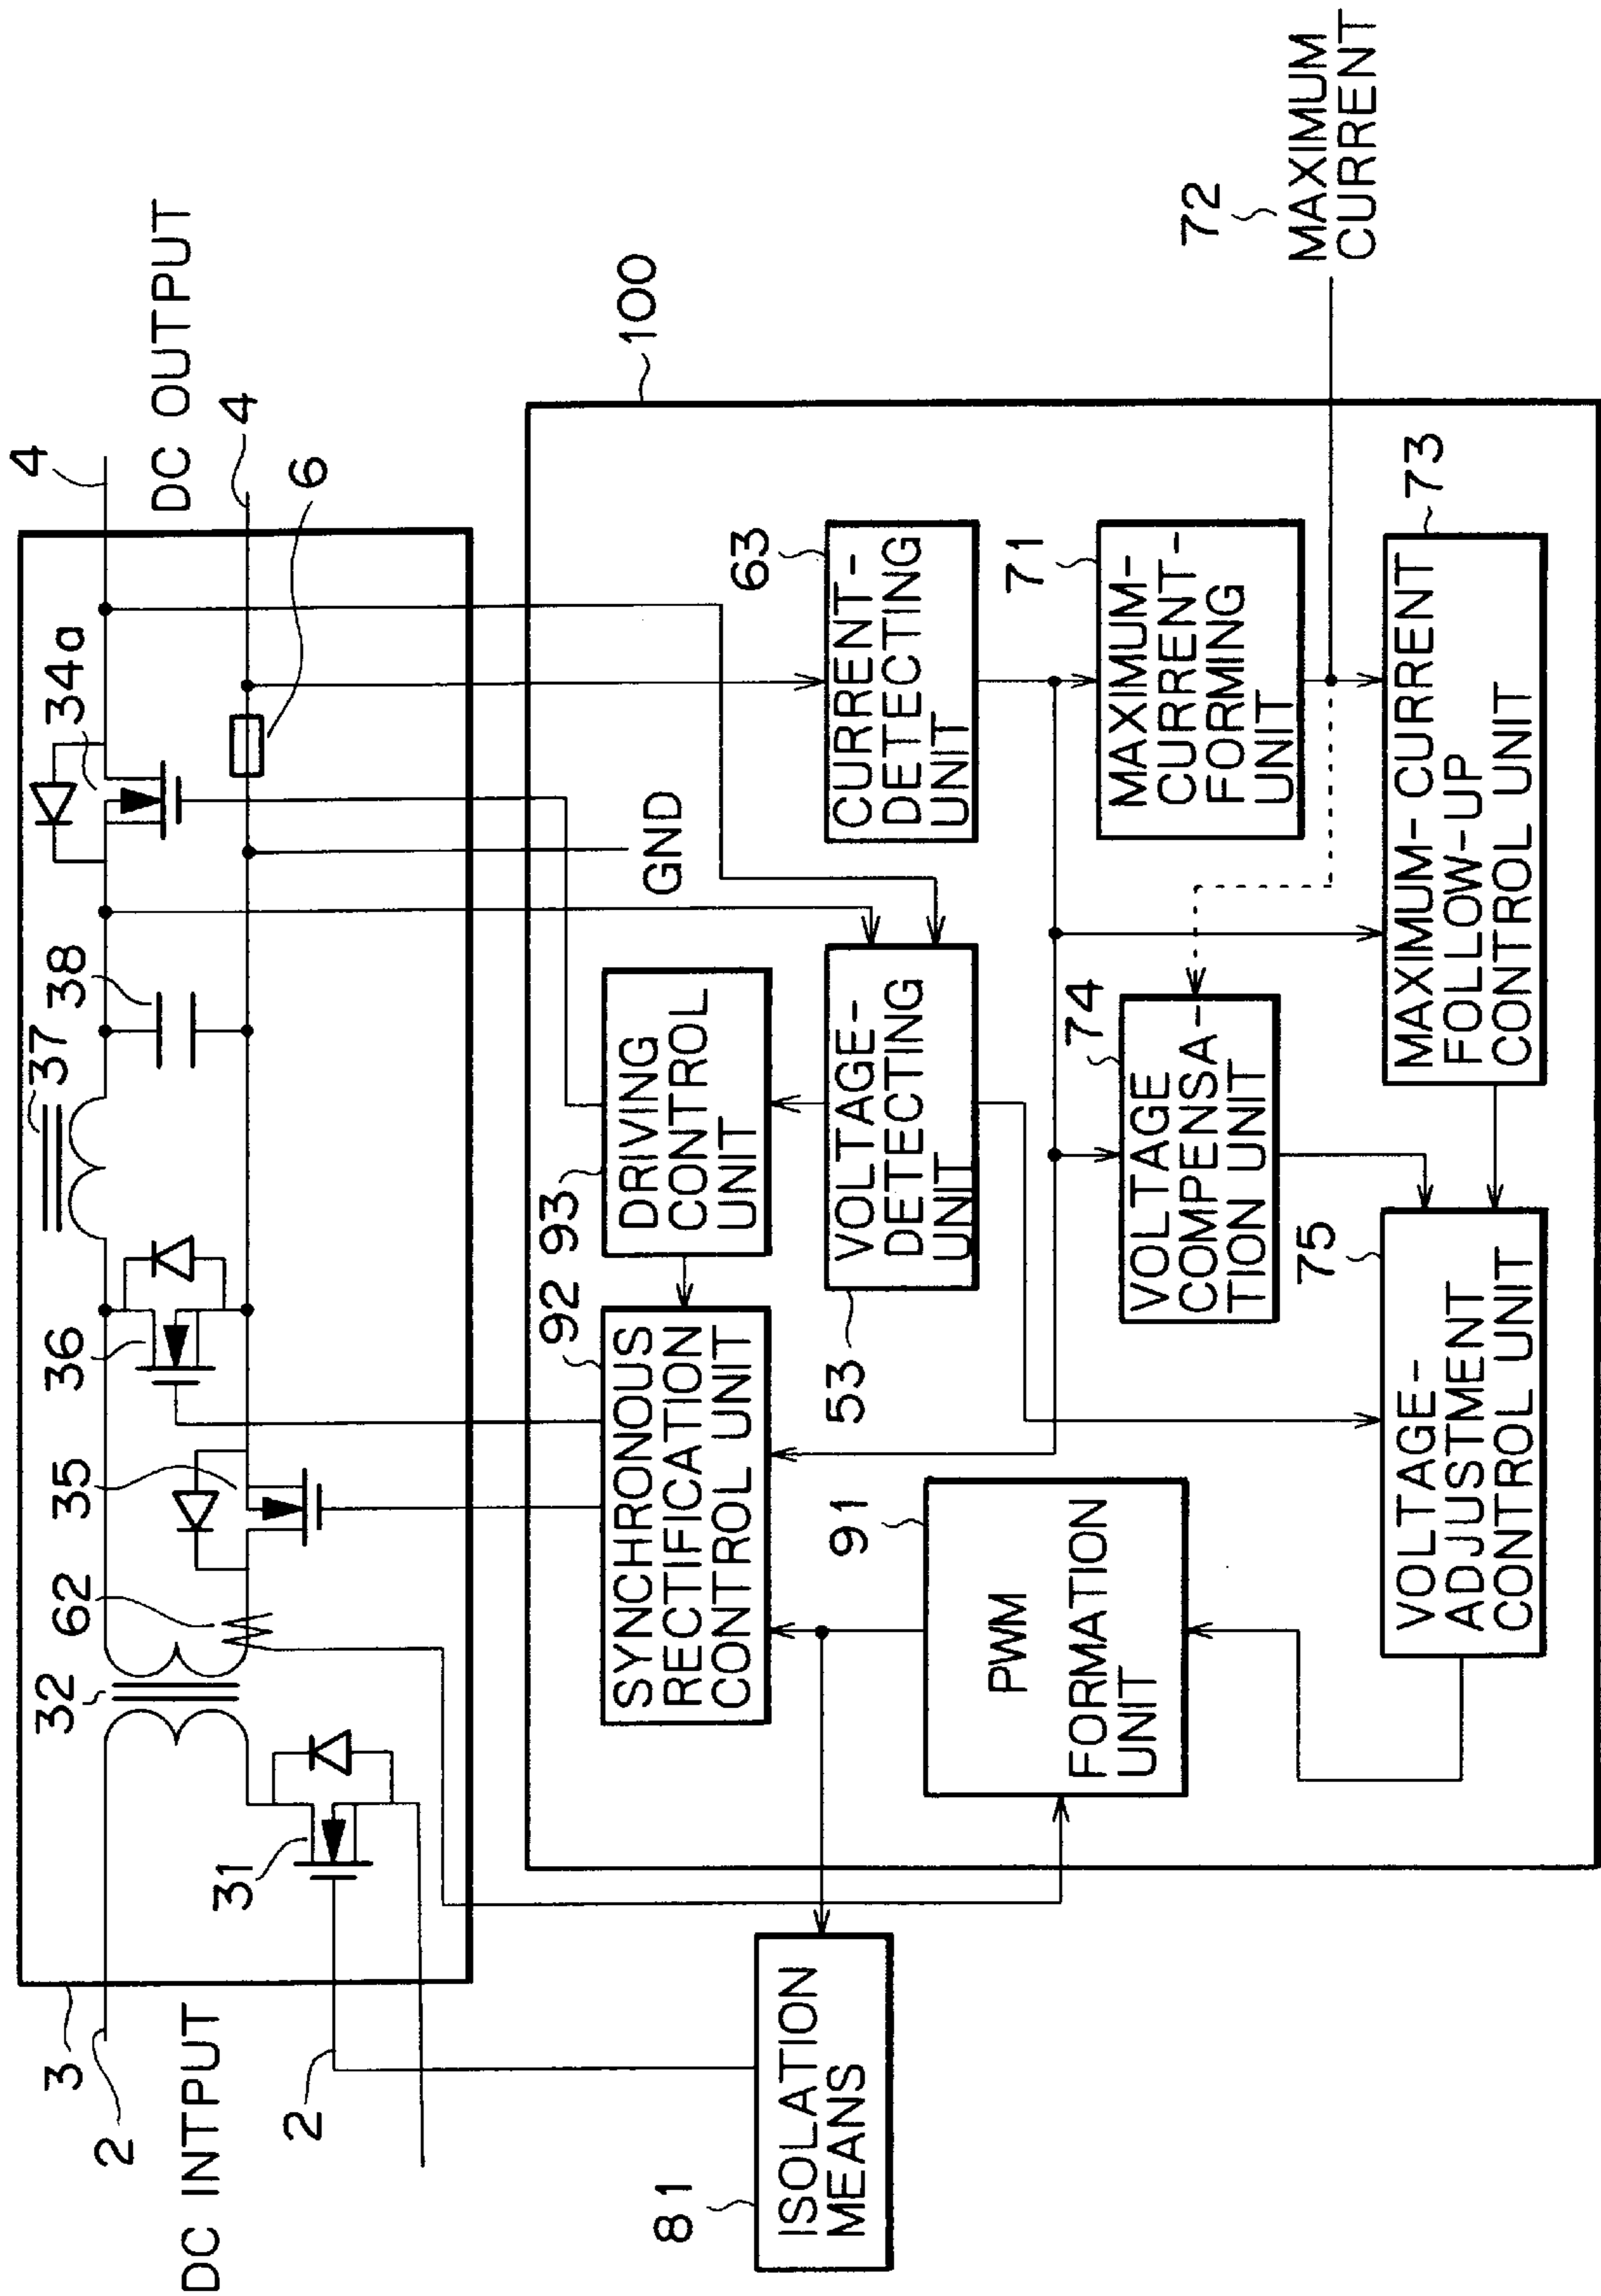 3
2
DC INTPUT
2
31
32
62
35
36
37
38
34a
4
DC OUTPUT
4
6
GND
100
81
ISOLATION
MEANS
92
SYNCHRONOUS
RECTIFICATION
CONTROL UNIT
93
DRIVING
CONTROL
UNIT
53
VOLTAGE-
DETECTING
UNIT
63
CURRENT-
DETECTING
UNIT
91
PWM
FORMATION
UNIT
74
VOLTAGE
COMPENSA-
TION UNIT
71
MAXIMUM-
CURRENT-
FORMING
UNIT
72
MAXIMUM
CURRENT
75
VOLTAGE-
ADJUSTMENT
CONTROL UNIT
73
MAXIMUM-CURRENT
FOLLOW-UP
CONTROL UNIT